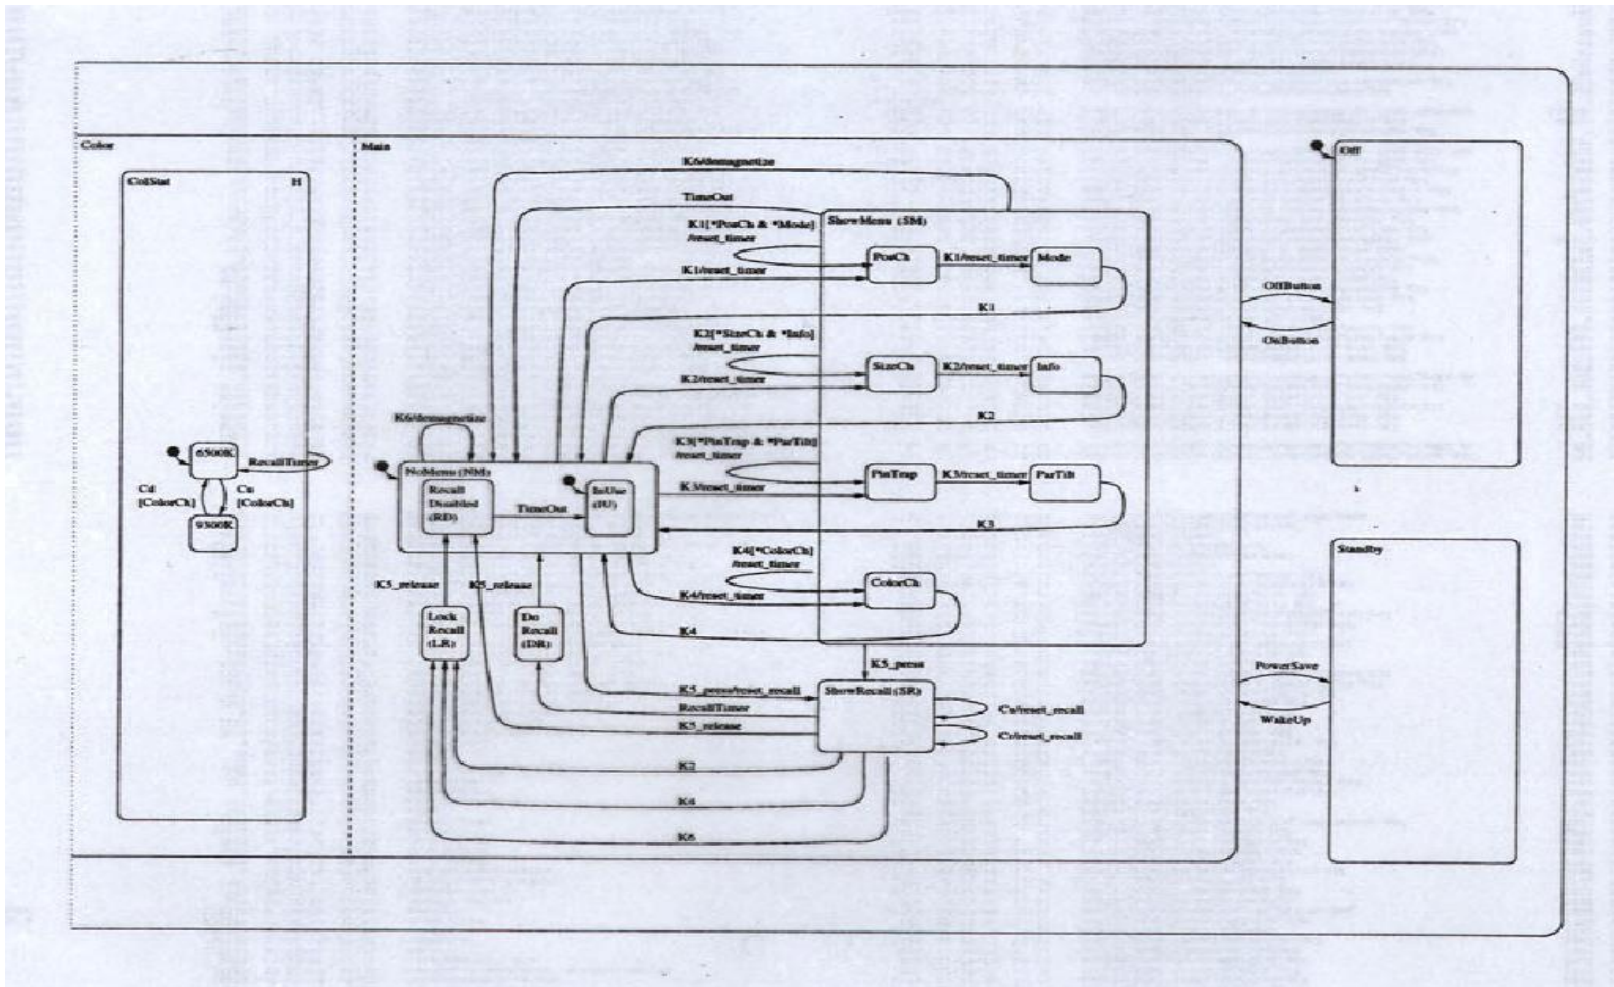 Color
Main
Off
ColStat
H
K6/demagnetize
TimeOut
K1[*PosCh & *Mode]
/reset_timer
ShowMenu (SM)
K1/reset_timer
PosCh
K1/reset_timer
Mode
OffButton
K1
K2[*SizeCh & *Info]
/reset_timer
OnButton
K2/reset_timer
SizeCh
K2/reset_timer
Info
K6/demagnetize
K2
K3[*PinTrap & *ParTilt]
/reset_timer
6500K
RecallTimer
NoMenu (NM)
Cd
[ColorCh]
Cu
[ColorCh]
9300K
Recall
Disabled
(RD)
TimeOut
InUse
(IU)
K3/reset_timer
PinTrap
K3/reset_timer
ParTilt
K3
K4[*ColorCh]
/reset_timer
Standby
K5_release
K5_release
K4/reset_timer
ColorCh
Lock
Recall
(LR)
Do
Recall
(DR)
K4
K5_press
PowerSave
K5_press/reset_recall
ShowRecall (SR)
RecallTimer
K5_release
/reset_recall
/reset_recall
WakeUp
K2
K4
K6